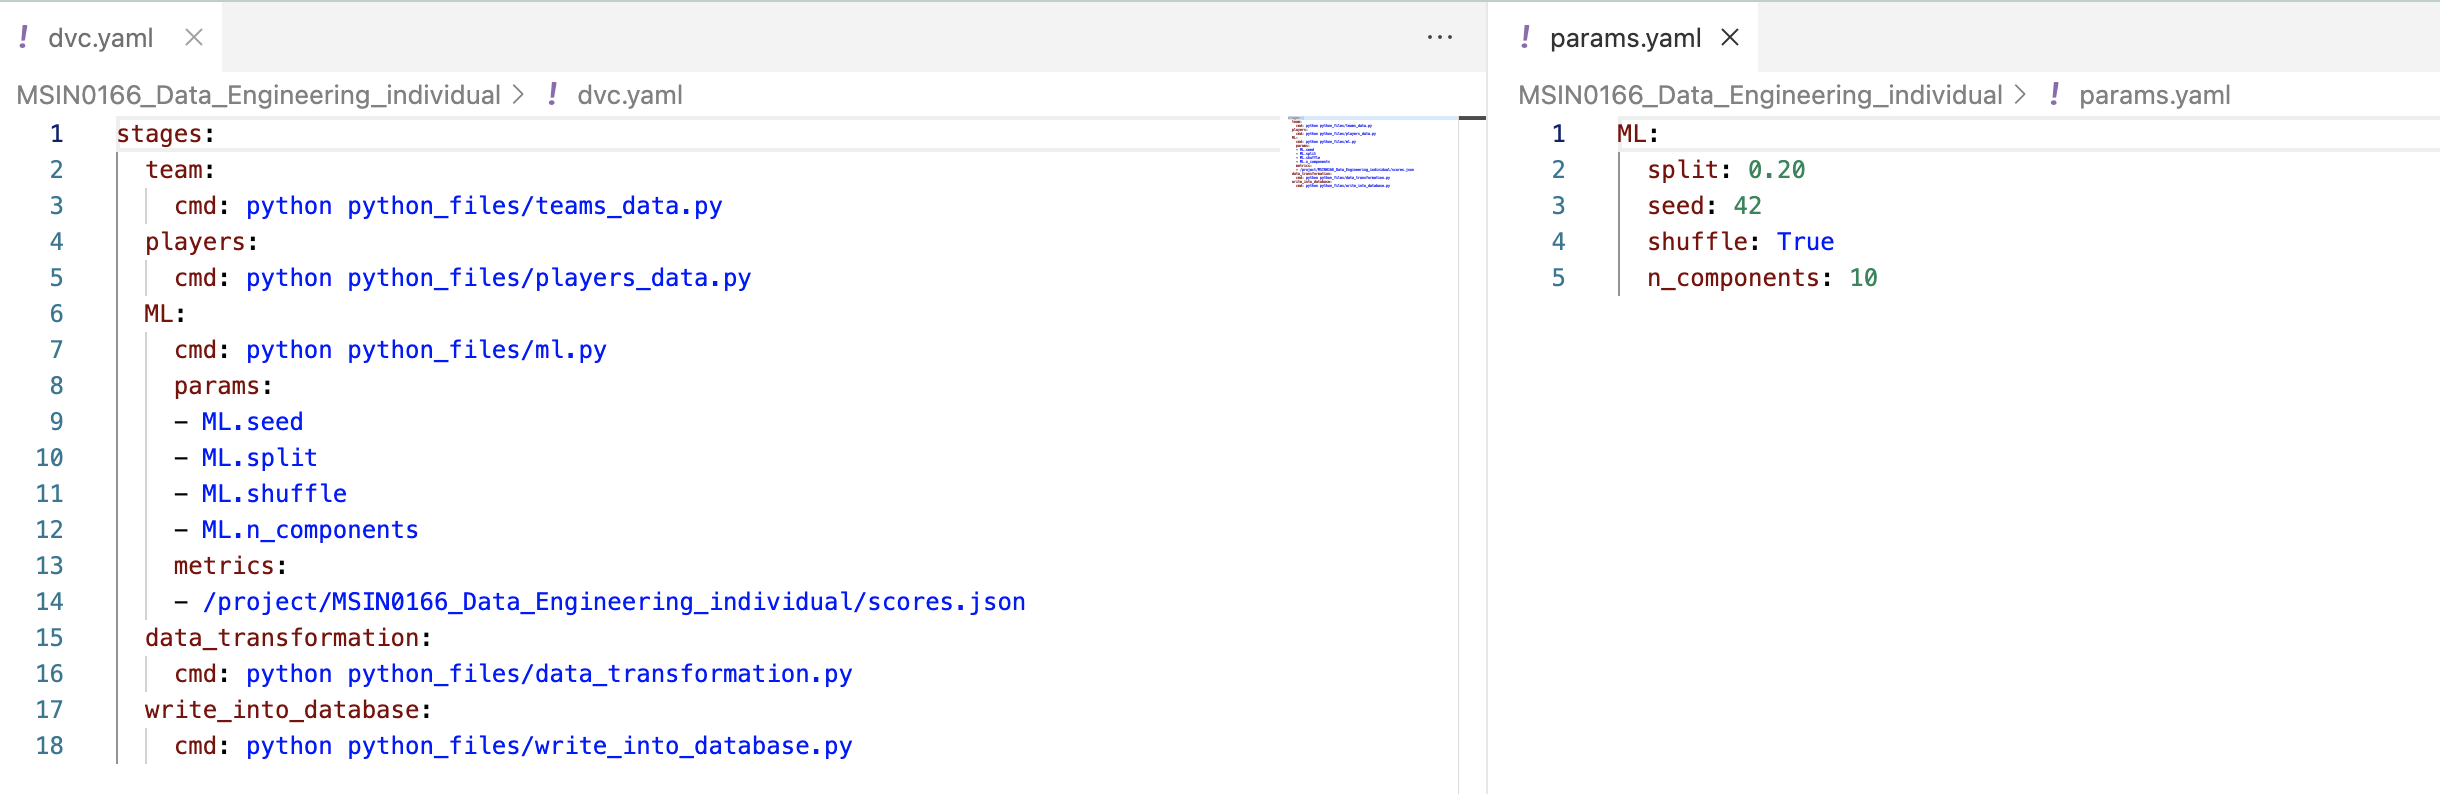 dvc.yaml
MSIN0166_Data_Engineering_individual > dvc.yaml
1 stages:
2   team:
3     cmd: python python_files/teams_data.py
4   players:
5     cmd: python python_files/players_data.py
6   ML:
7     cmd: python python_files/ml.py
8     params:
9     - ML.seed
10     - ML.split
11     - ML.shuffle
12     - ML.n_components
13     metrics:
14     - /project/MSIN0166_Data_Engineering_individual/scores.json
15   data_transformation:
16     cmd: python python_files/data_transformation.py
17   write_into_database:
18     cmd: python python_files/write_into_database.py
params.yaml
MSIN0166_Data_Engineering_individual > params.yaml
1 ML:
2   split: 0.20
3   seed: 42
4   shuffle: True
5   n_components: 10